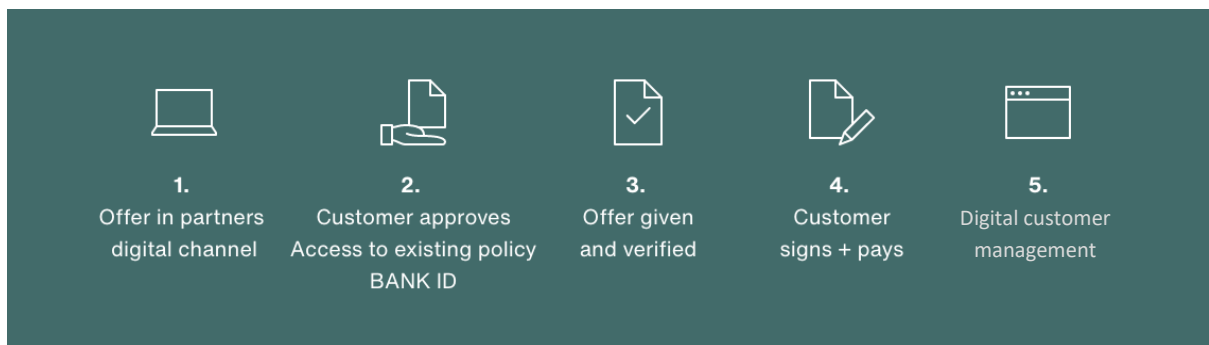 1.
Offer in partners
digital channel
2.
Customer approves
Access to existing policy
BANK ID
3.
Offer given
and verified
4.
Customer
signs + pays
5.
Digital customer
management